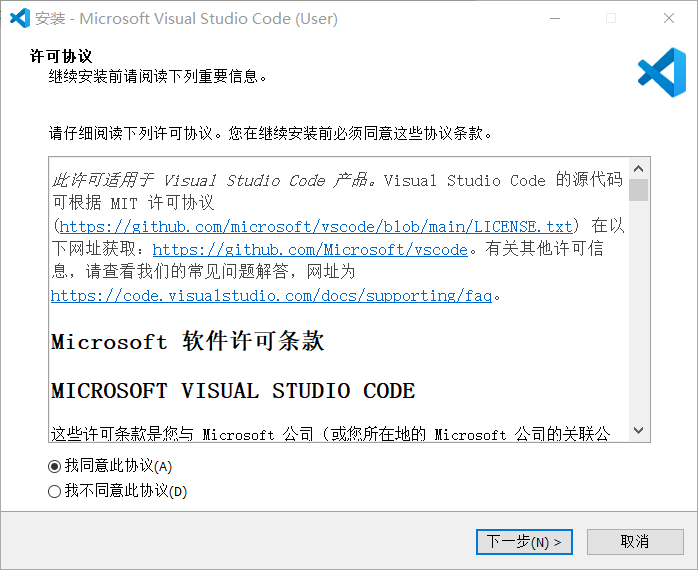 安装 - Microsoft Visual Studio Code (User)
许可协议
继续安装前请阅读下列重要信息。
请仔细阅读下列许可协议。您在继续安装前必须同意这些协议条款。
此许可适用于 Visual Studio Code 产品。Visual Studio Code 的源代码
可根据 MIT 许可协议
(https://github.com/microsoft/vscode/blob/main/LICENSE.txt) 在以
下网址获取：https://github.com/Microsoft/vscode。有关其他许可信
息，请查看我们的常见问题解答，网址为
https://code.visualstudio.com/docs/supporting/faq。
Microsoft 软件许可条款
MICROSOFT VISUAL STUDIO CODE
这些许可条款是您与 Microsoft 公司（或您所在地的 Microsoft 公司的关联公
我同意此协议(A)
我不同意此协议(D)
下一步(N) >
取消